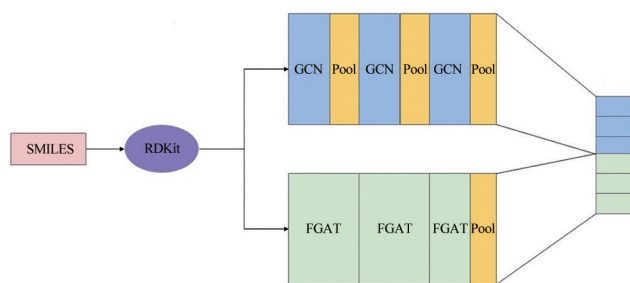 GCN Pool GCN Pool GCN Pool
SMILES
RDKit
FGAT FGAT FGAT Pool